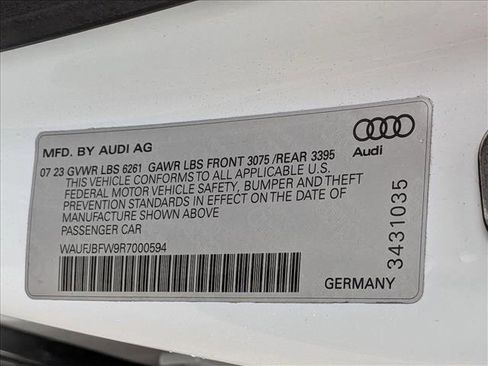 MFD. BY AUDI AG
07 23 GVWR LBS 6261 GAWR LBS FRONT 3075 /REAR 3395
THIS VEHICLE CONFORMS TO ALL APPLICABLE U.S.
FEDERAL MOTOR VEHICLE SAFETY, BUMPER AND THEFT
PREVENTION STANDARDS IN EFFECT ON THE DATE OF
MANUFACTURE SHOWN ABOVE
PASSENGER CAR
WAUFJBFW9R7000594
Audi
3431035
GERMANY